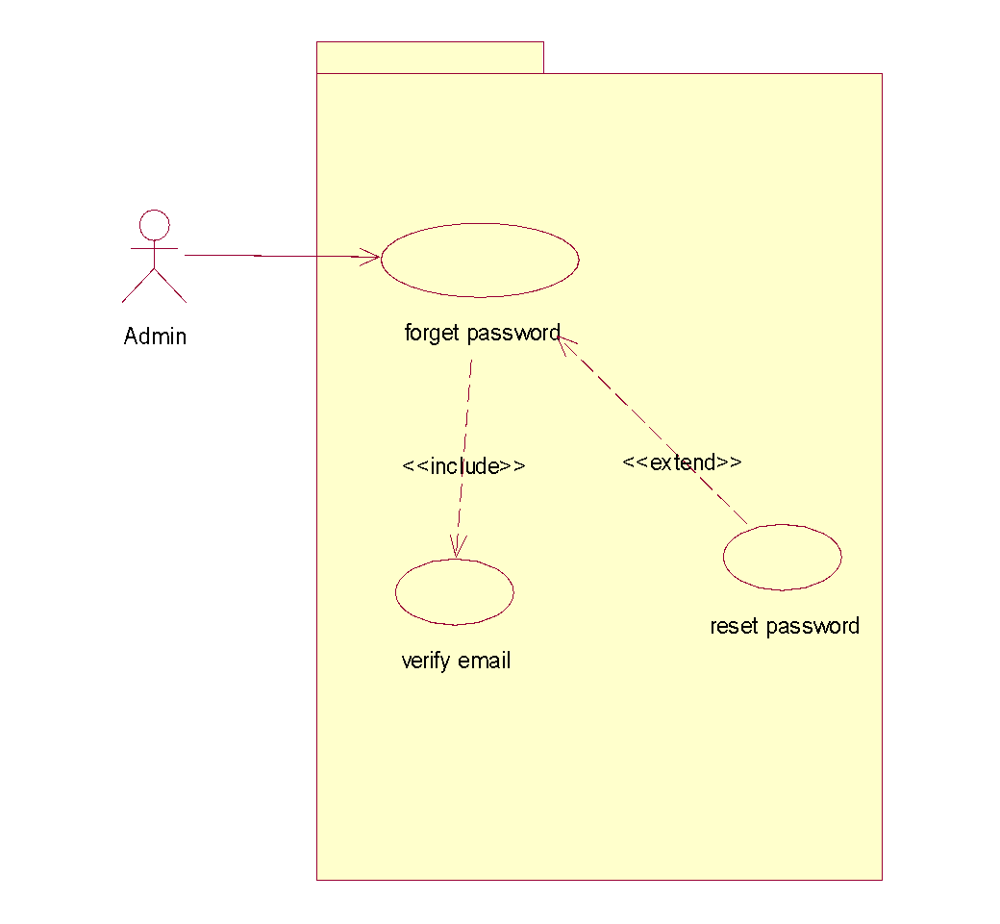 Admin
forget password
<<include>>
<<extend>>
verify email
reset password